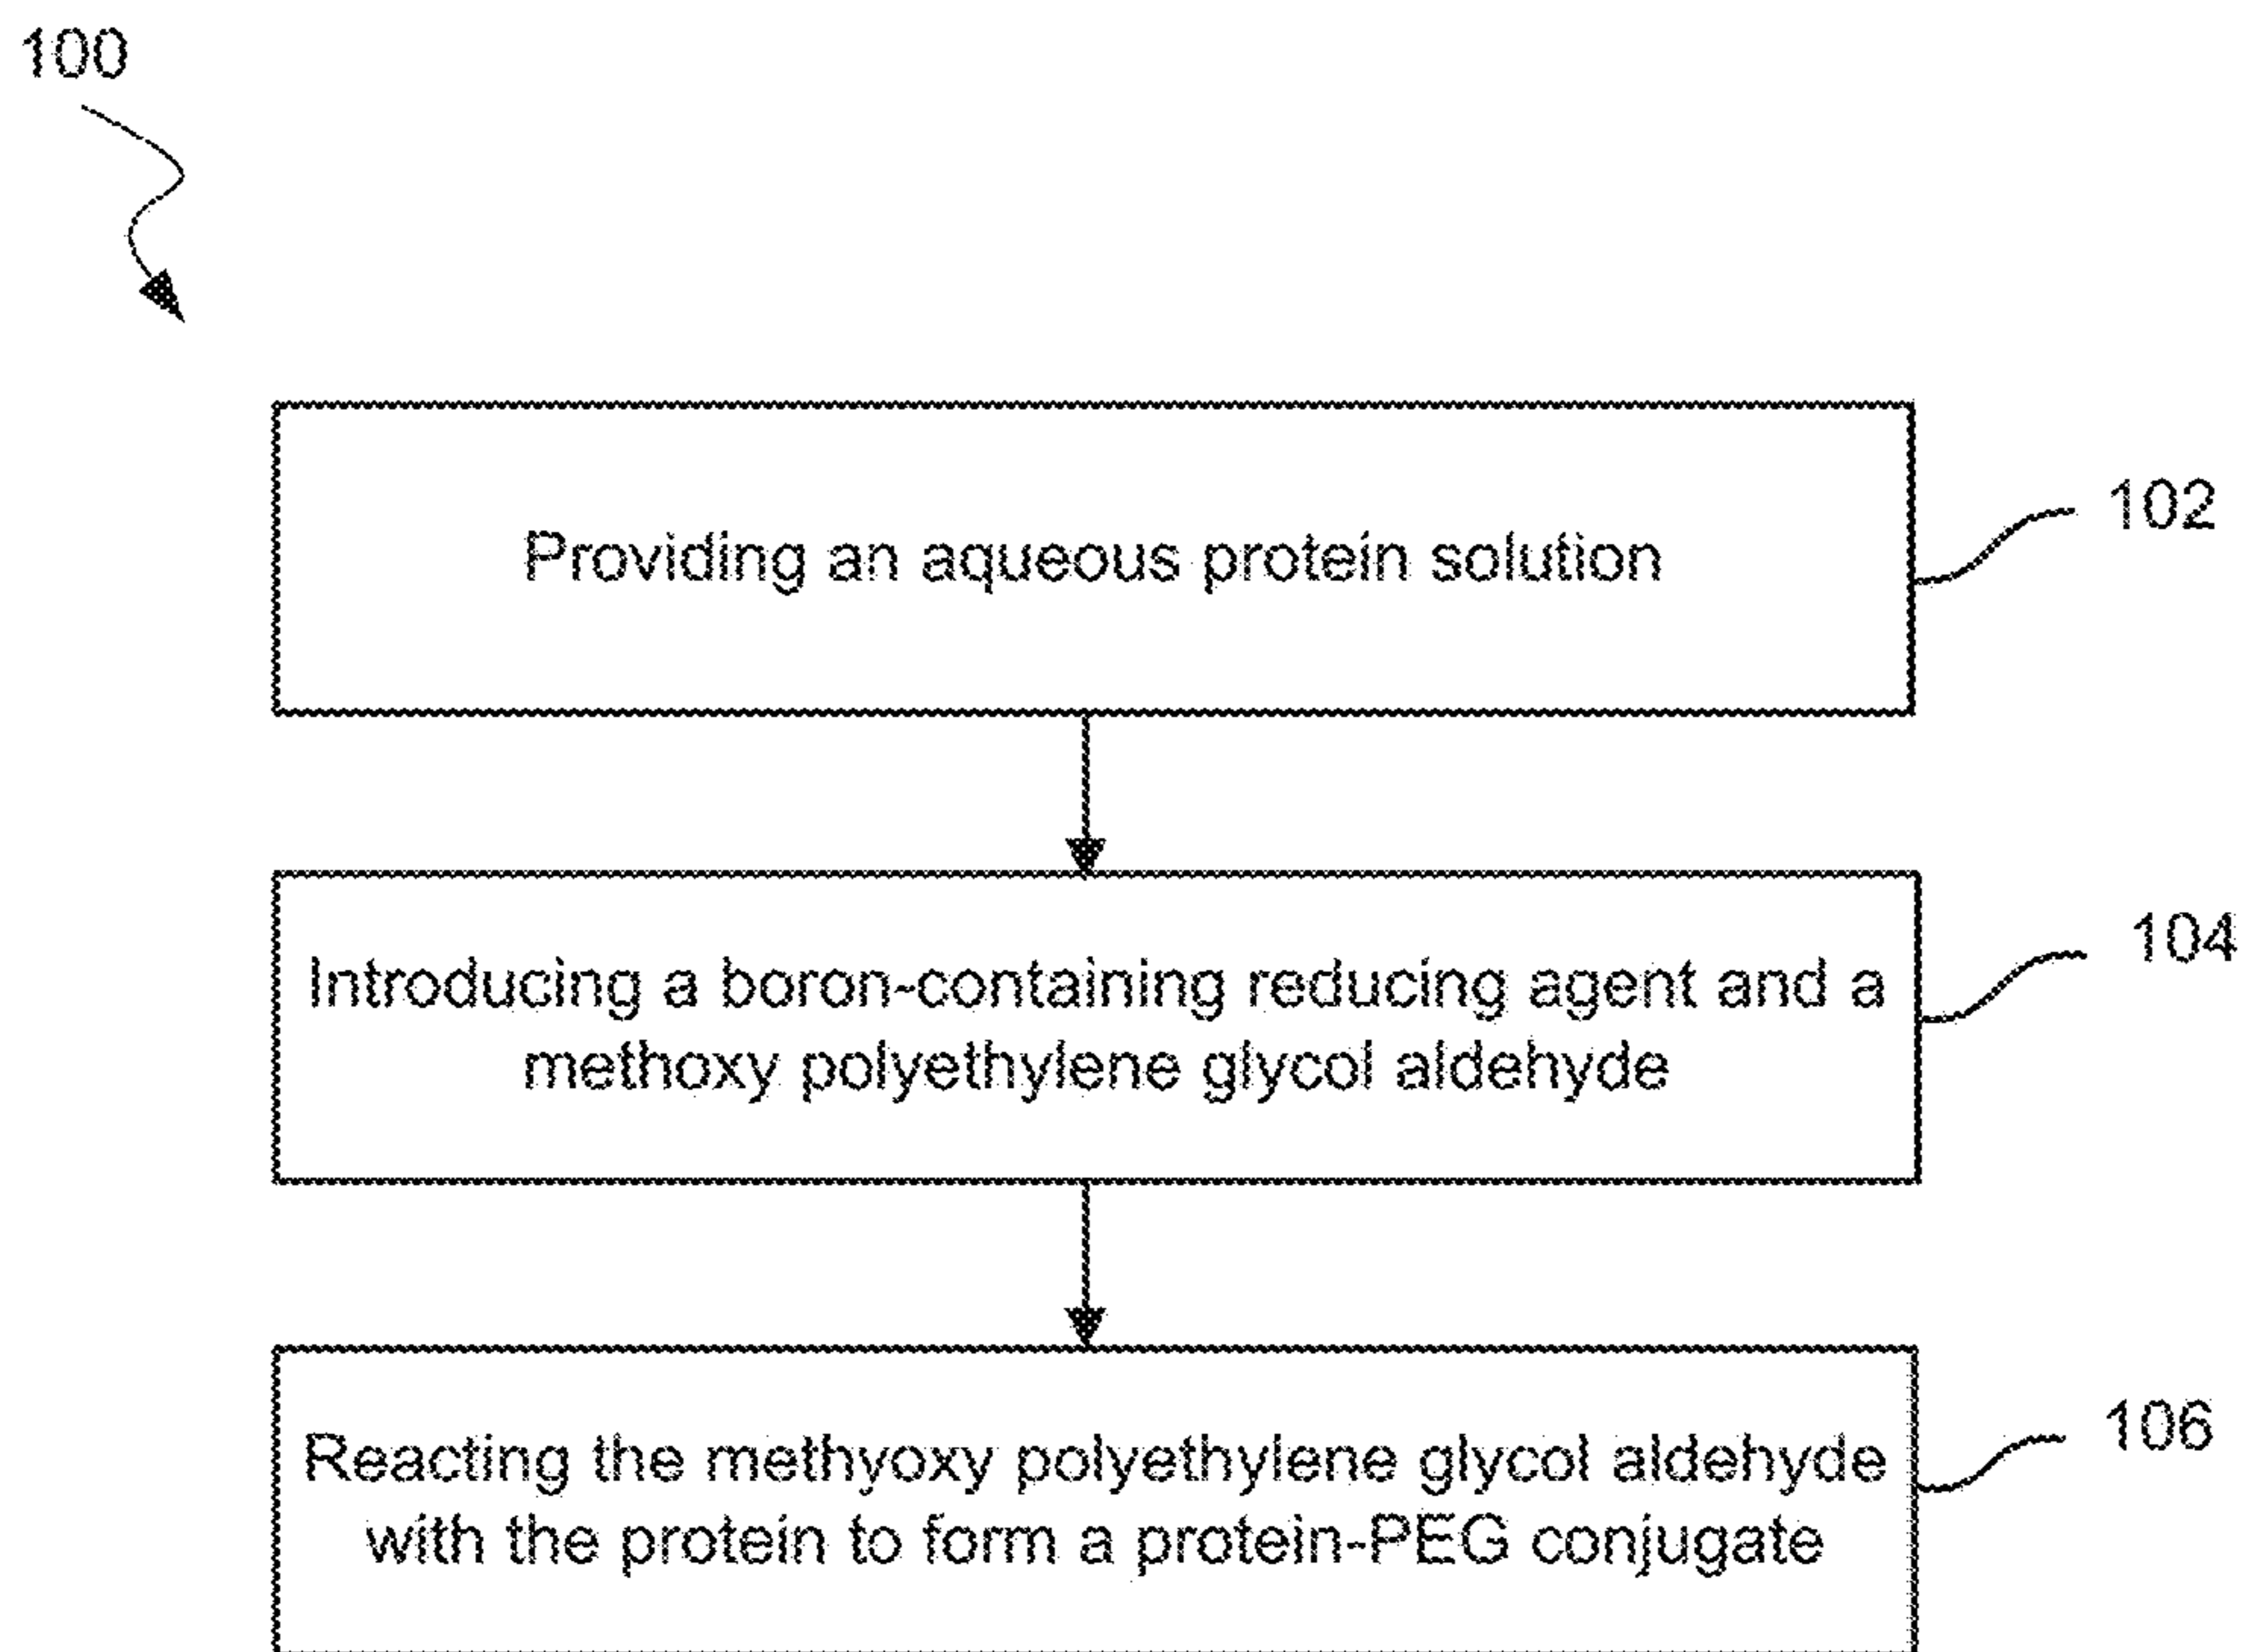 100
Providing an aqueous protein solution
102
Introducing a boron-containing reducing agent and a
methoxy polyethylene glycol aldehyde
104
Reacting the methyoxy polyethylene glycol aldehyde
with the protein to form a protein-PEG conjugate
106